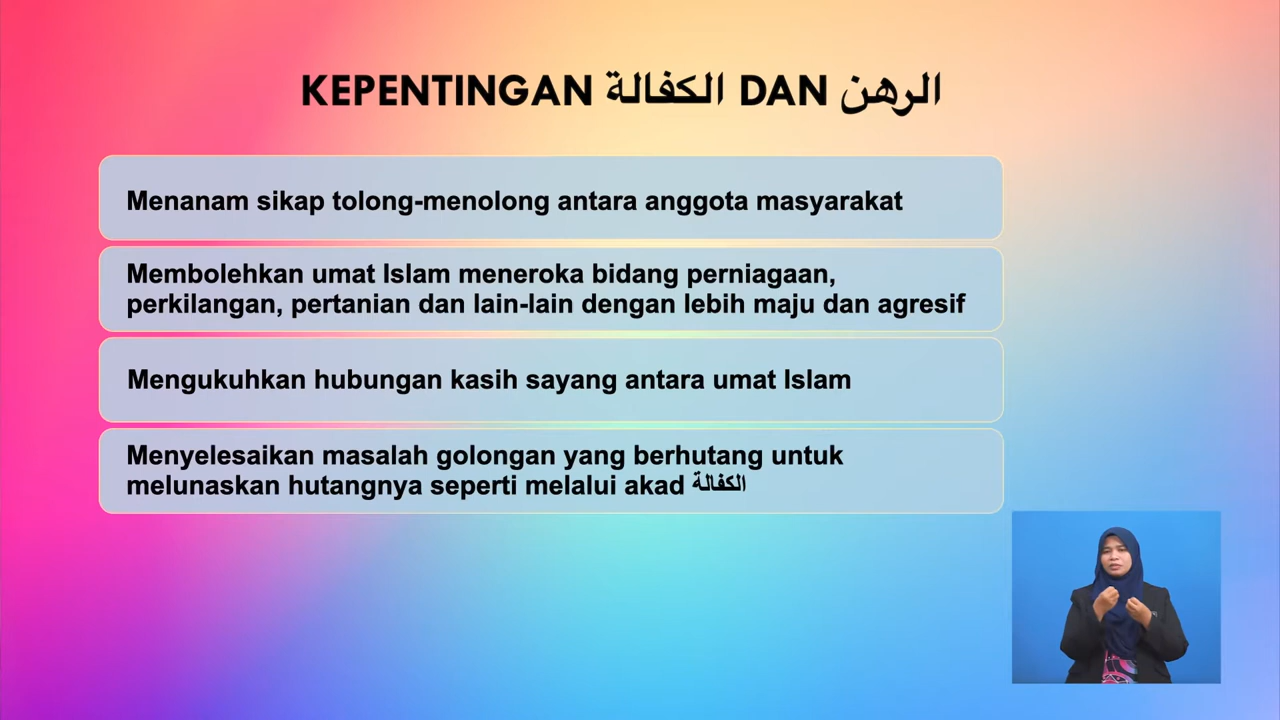 KEPENTINGAN الكفالة DAN الرهن
Menanam sikap tolong-menolong antara anggota masyarakat
Membolehkan umat Islam meneroka bidang perniagaan,
perkilangan, pertanian dan lain-lain dengan lebih maju dan agresif
Mengukuhkan hubungan kasih sayang antara umat Islam
Menyelesaikan masalah golongan yang berhutang untuk
melunaskan hutangnya seperti melalui akad الكفالة